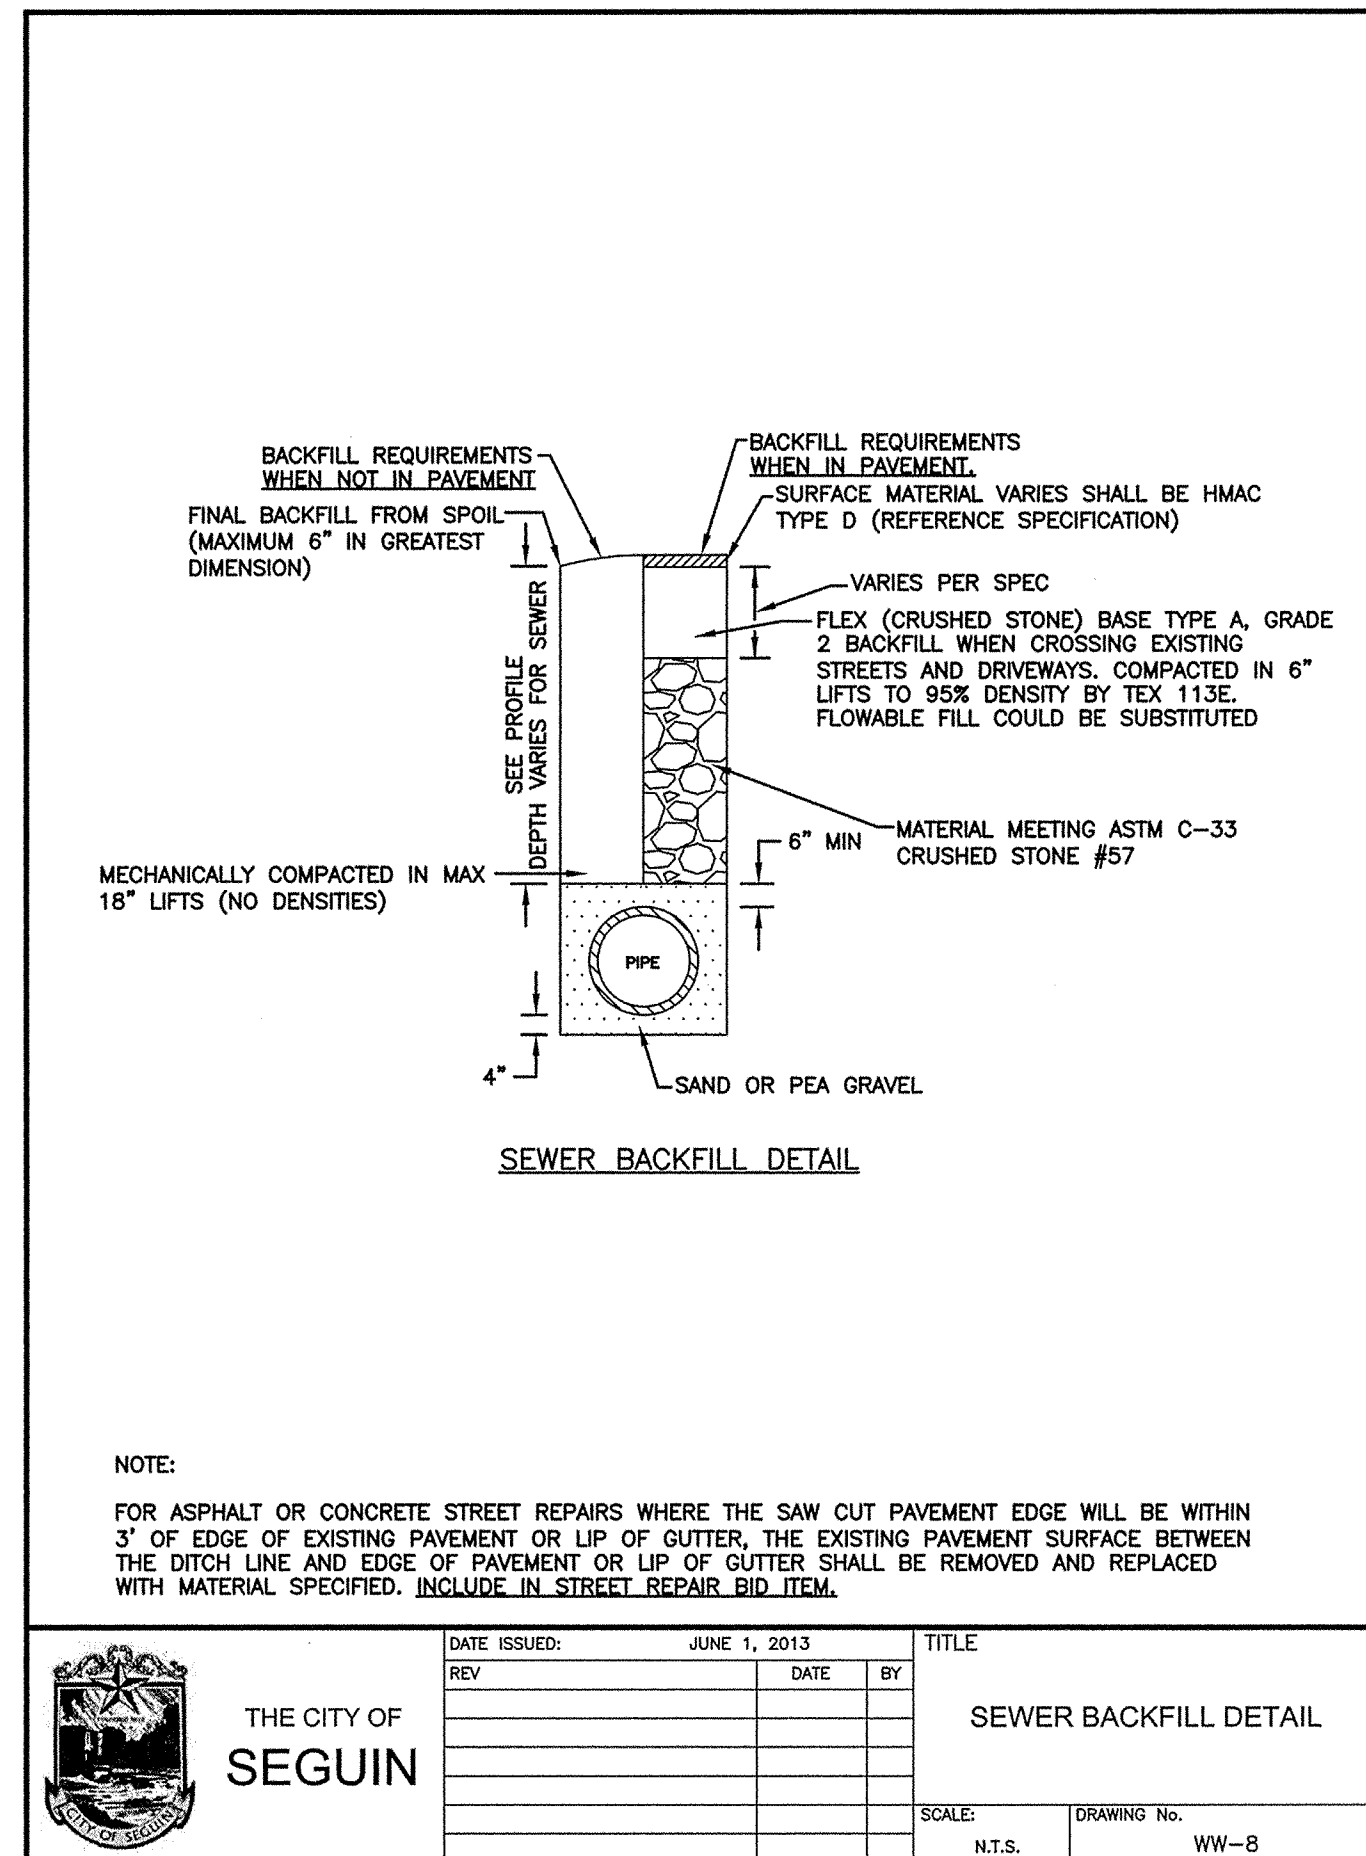 BACKFILL REQUIREMENTS
WHEN NOT IN PAVEMENT
BACKFILL REQUIREMENTS
WHEN IN PAVEMENT.
FINAL BACKFILL FROM SPOIL
(MAXIMUM 6" IN GREATEST
DIMENSION)
SURFACE MATERIAL VARIES SHALL BE HMAC
TYPE D (REFERENCE SPECIFICATION)
VARIES PER SPEC
FLEX (CRUSHED STONE) BASE TYPE A, GRADE
2 BACKFILL WHEN CROSSING EXISTING
STREETS AND DRIVEWAYS. COMPACTED IN 6"
LIFTS TO 95% DENSITY BY TEX 113E.
FLOWABLE FILL COULD BE SUBSTITUTED
SEE PROFILE
DEPTH VARIES FOR SEWER
MATERIAL MEETING ASTM C-33
CRUSHED STONE #57
6" MIN
MECHANICALLY COMPACTED IN MAX
18" LIFTS (NO DENSITIES)
PIPE
4"
SAND OR PEA GRAVEL
SEWER BACKFILL DETAIL
NOTE:
FOR ASPHALT OR CONCRETE STREET REPAIRS WHERE THE SAW CUT PAVEMENT EDGE WILL BE WITHIN
3' OF EDGE OF EXISTING PAVEMENT OR LIP OF GUTTER, THE EXISTING PAVEMENT SURFACE BETWEEN
THE DITCH LINE AND EDGE OF PAVEMENT OR LIP OF GUTTER SHALL BE REMOVED AND REPLACED
WITH MATERIAL SPECIFIED. INCLUDE IN STREET REPAIR BID ITEM.
CITY OF SEGUIN
THE CITY OF
SEGUIN
DATE ISSUED: JUNE 1, 2013
REV DATE BY
TITLE
SEWER BACKFILL DETAIL
SCALE:
N.T.S.
DRAWING No.
WW-8